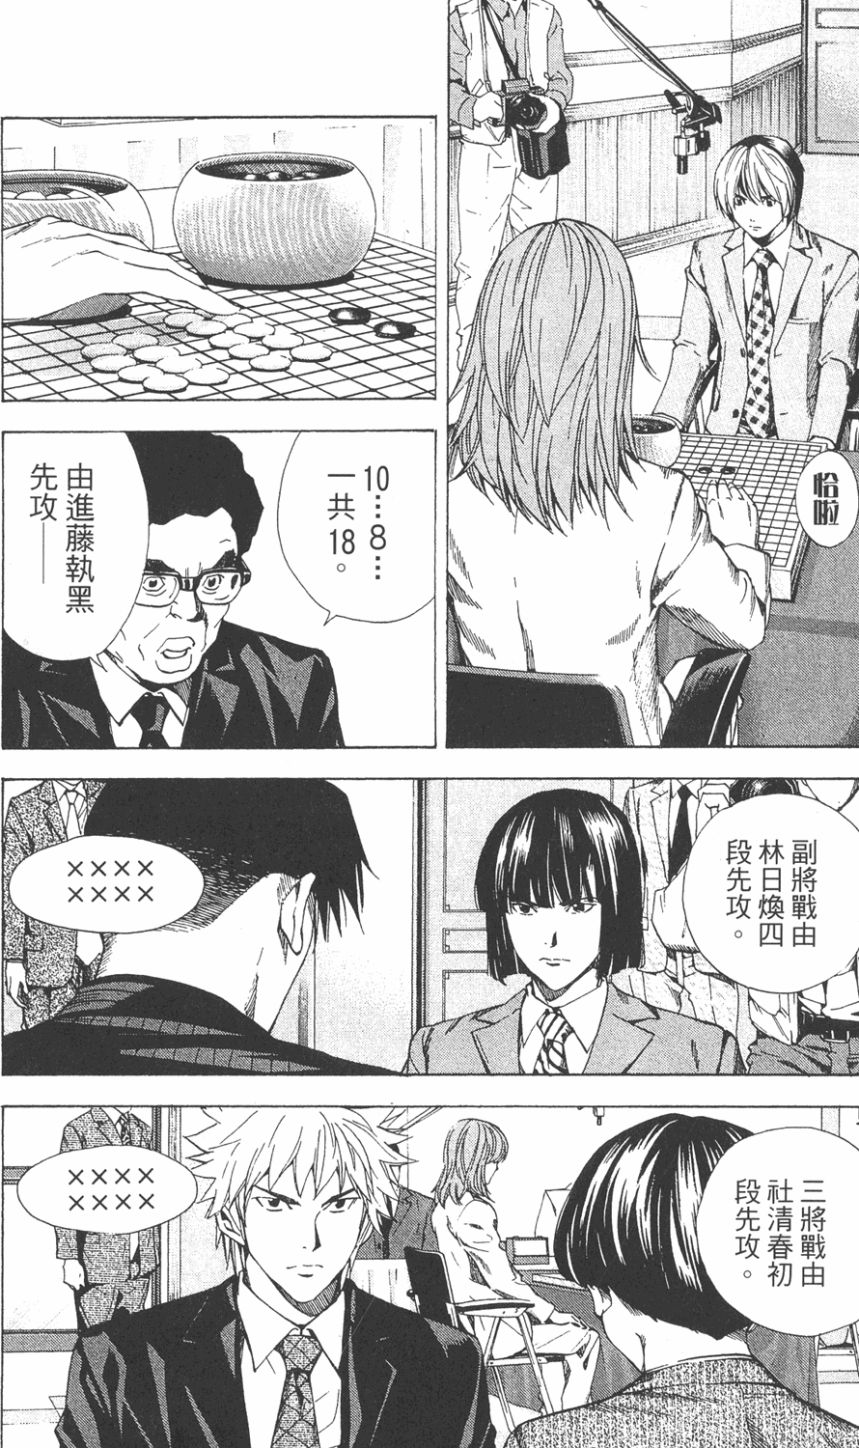 恰啦
10…8…
一共18。
由進藤執黑
先攻——
副將戰由
林日煥四
段先攻。
××××
××××
三將戰由
社清春初
段先攻。
××××
××××